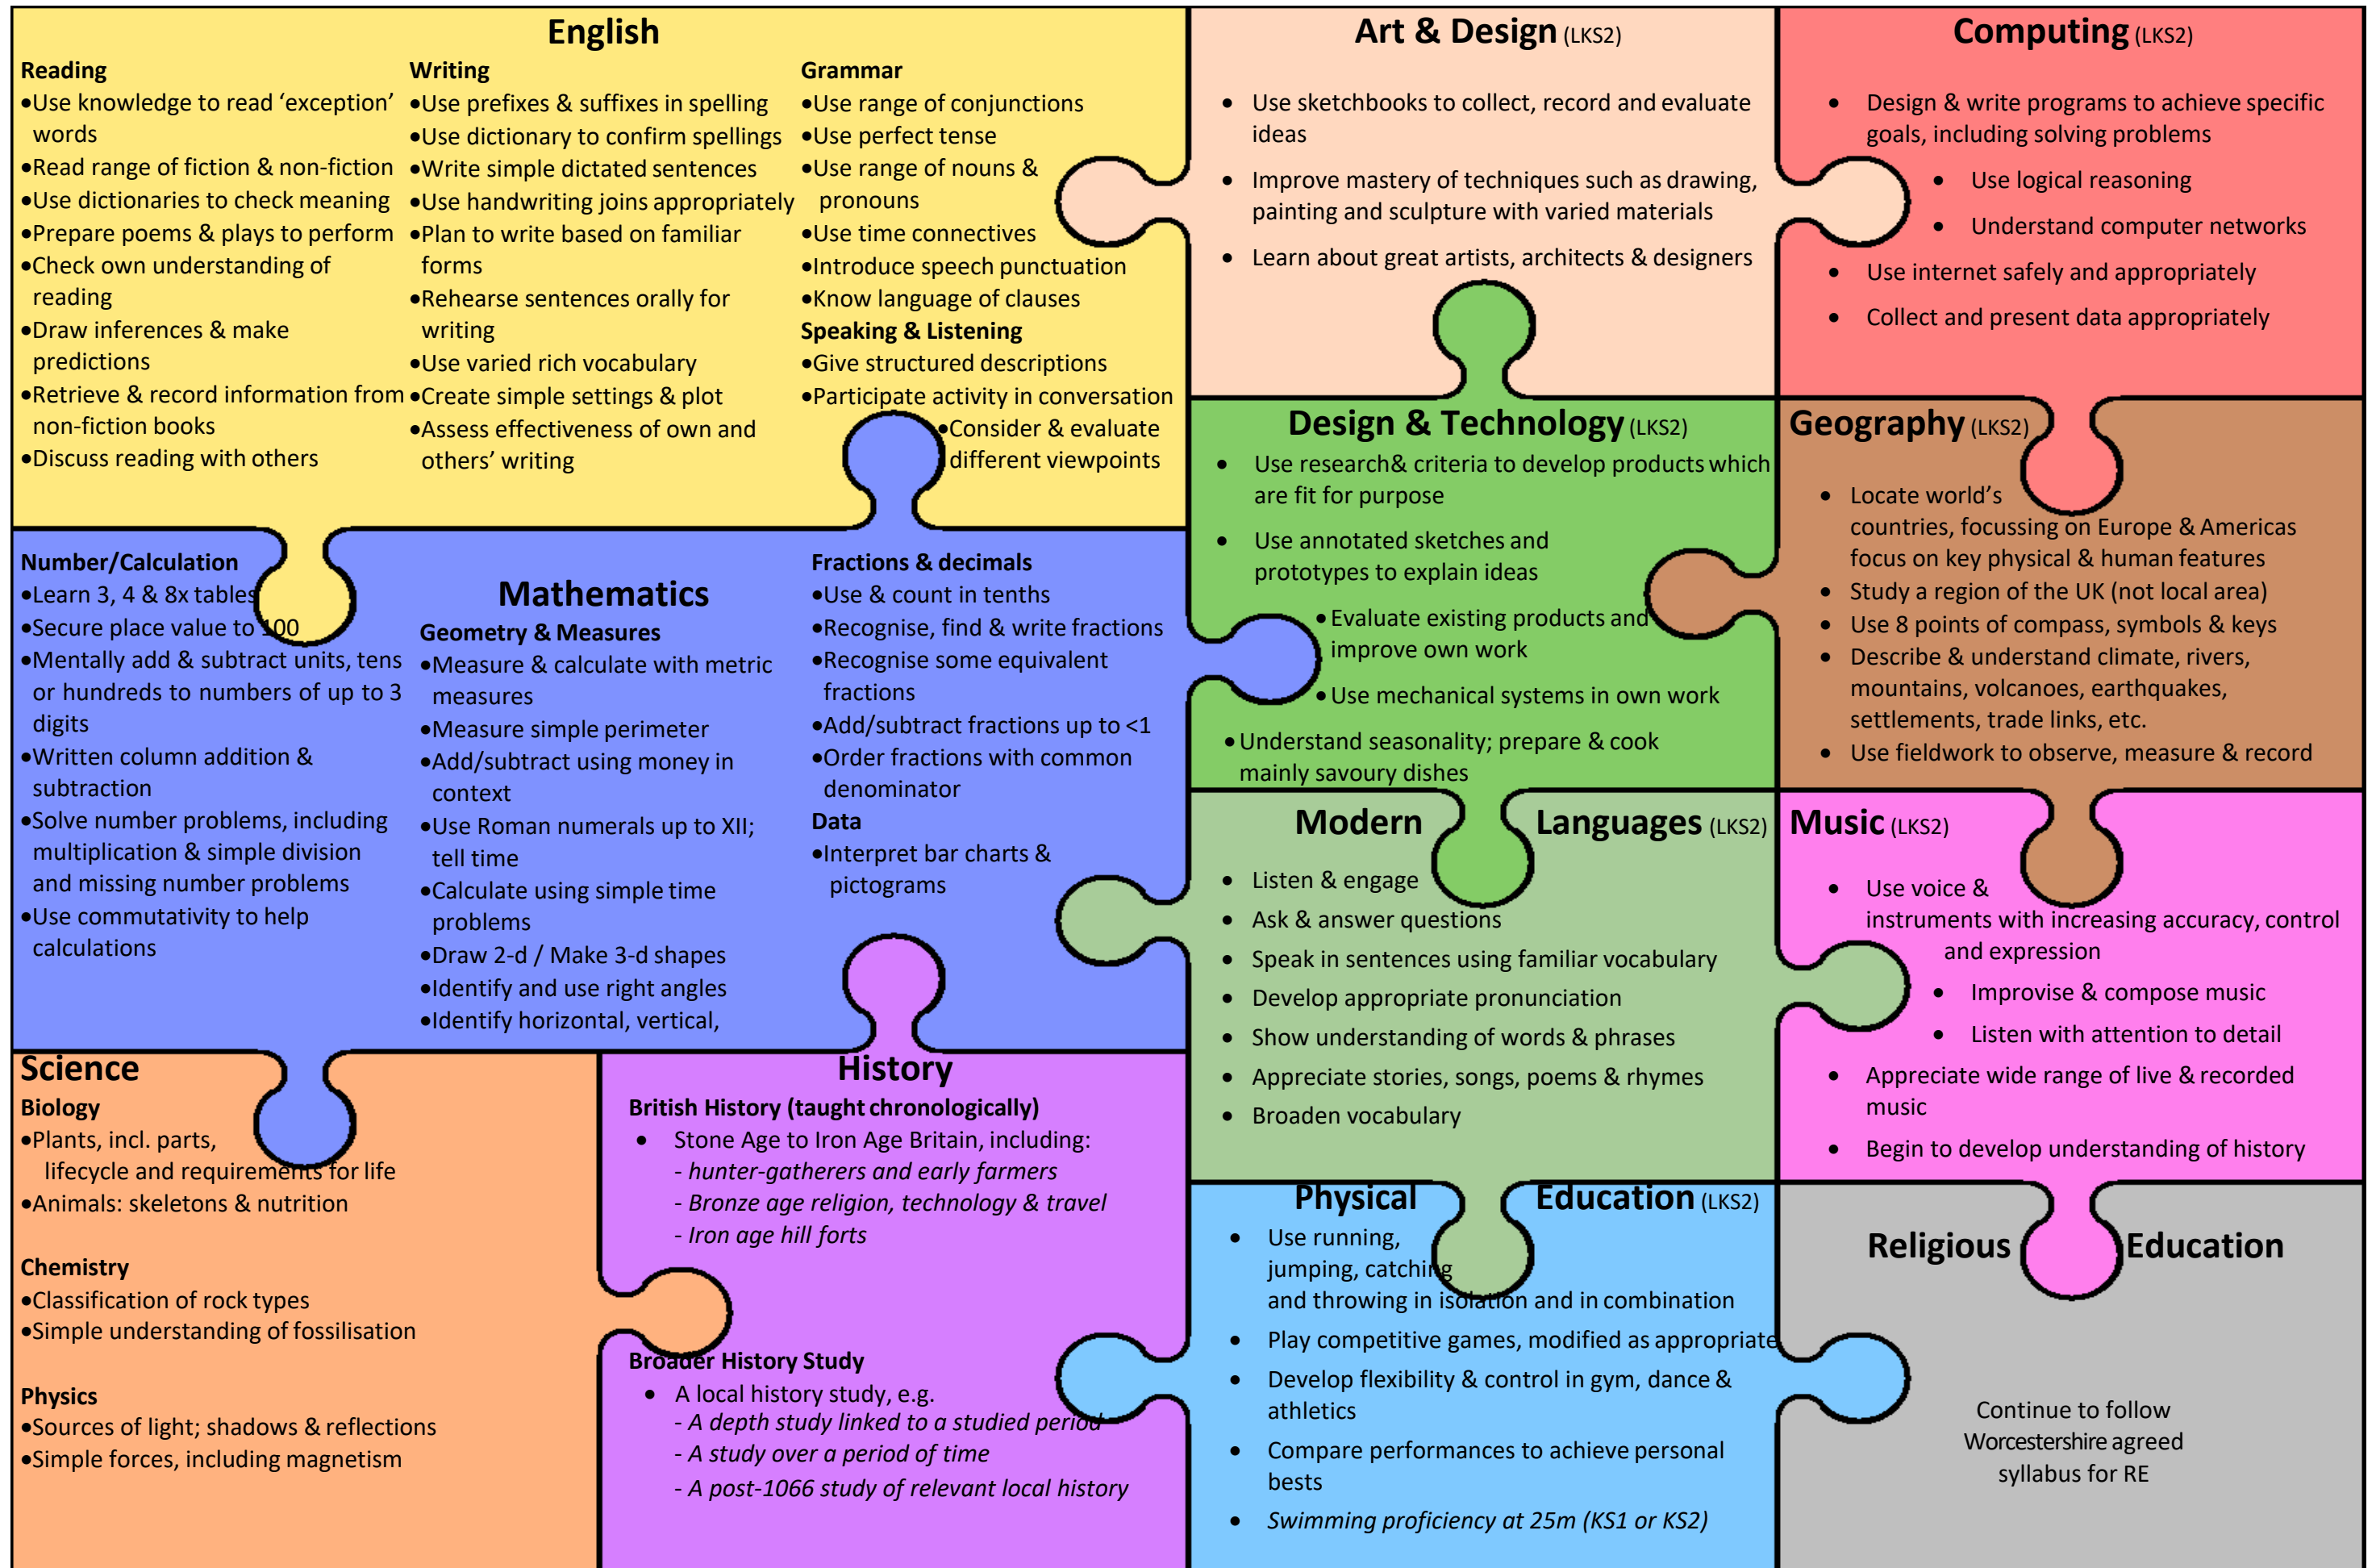 English
Reading
•Use knowledge to read ‘exception’
words
•Read range of fiction & non-fiction
•Use dictionaries to check meaning
•Prepare poems & plays to perform
•Check own understanding of
reading
•Draw inferences & make
predictions
•Retrieve & record information from
non-fiction books
•Discuss reading with others
Writing
•Use prefixes & suffixes in spelling
•Use dictionary to confirm spellings
•Write simple dictated sentences
•Use handwriting joins appropriately
•Plan to write based on familiar
forms
•Rehearse sentences orally for
writing
•Use varied rich vocabulary
•Create simple settings & plot
•Assess effectiveness of own and
others’ writing
Grammar
•Use range of conjunctions
•Use perfect tense
•Use range of nouns &
pronouns
•Use time connectives
•Introduce speech punctuation
•Know language of clauses
Speaking & Listening
•Give structured descriptions
•Participate activity in conversation
•Consider & evaluate
different viewpoints
Art & Design (LKS2)
• Use sketchbooks to collect, record and evaluate
ideas
• Improve mastery of techniques such as drawing,
painting and sculpture with varied materials
• Learn about great artists, architects & designers
Computing (LKS2)
• Design & write programs to achieve specific
goals, including solving problems
• Use logical reasoning
• Understand computer networks
• Use internet safely and appropriately
• Collect and present data appropriately
Number/Calculation
•Learn 3, 4 & 8x tables
•Secure place value to 100
•Mentally add & subtract units, tens
or hundreds to numbers of up to 3
digits
•Written column addition &
subtraction
•Solve number problems, including
multiplication & simple division
and missing number problems
•Use commutativity to help
calculations
Mathematics
Geometry & Measures
•Measure & calculate with metric
measures
•Measure simple perimeter
•Add/subtract using money in
context
•Use Roman numerals up to XII;
tell time
•Calculate using simple time
problems
•Draw 2-d / Make 3-d shapes
•Identify and use right angles
•Identify horizontal, vertical,
Fractions & decimals
•Use & count in tenths
•Recognise, find & write fractions
•Recognise some equivalent
fractions
•Add/subtract fractions up to <1
•Order fractions with common
denominator
Data
•Interpret bar charts &
pictograms
Design & Technology (LKS2)
• Use research& criteria to develop products which
are fit for purpose
• Use annotated sketches and
prototypes to explain ideas
•Evaluate existing products and
improve own work
•Use mechanical systems in own work
•Understand seasonality; prepare & cook
mainly savoury dishes
Geography (LKS2)
• Locate world’s
countries, focussing on Europe & Americas
focus on key physical & human features
• Study a region of the UK (not local area)
• Use 8 points of compass, symbols & keys
• Describe & understand climate, rivers,
mountains, volcanoes, earthquakes,
settlements, trade links, etc.
• Use fieldwork to observe, measure & record
Modern Languages (LKS2)
• Listen & engage
• Ask & answer questions
• Speak in sentences using familiar vocabulary
• Develop appropriate pronunciation
• Show understanding of words & phrases
• Appreciate stories, songs, poems & rhymes
• Broaden vocabulary
Music (LKS2)
• Use voice &
instruments with increasing accuracy, control
and expression
• Improvise & compose music
• Listen with attention to detail
• Appreciate wide range of live & recorded
music
• Begin to develop understanding of history
Science
Biology
•Plants, incl. parts,
lifecycle and requirements for life
•Animals: skeletons & nutrition
Chemistry
•Classification of rock types
•Simple understanding of fossilisation
Physics
•Sources of light; shadows & reflections
•Simple forces, including magnetism
History
British History (taught chronologically)
• Stone Age to Iron Age Britain, including:
- hunter-gatherers and early farmers
- Bronze age religion, technology & travel
- Iron age hill forts
Broader History Study
• A local history study, e.g.
- A depth study linked to a studied period
- A study over a period of time
- A post-1066 study of relevant local history
Physical Education (LKS2)
• Use running,
jumping, catching
and throwing in isolation and in combination
• Play competitive games, modified as appropriate
• Develop flexibility & control in gym, dance &
athletics
• Compare performances to achieve personal
bests
• Swimming proficiency at 25m (KS1 or KS2)
Religious Education
Continue to follow
Worcestershire agreed
syllabus for RE